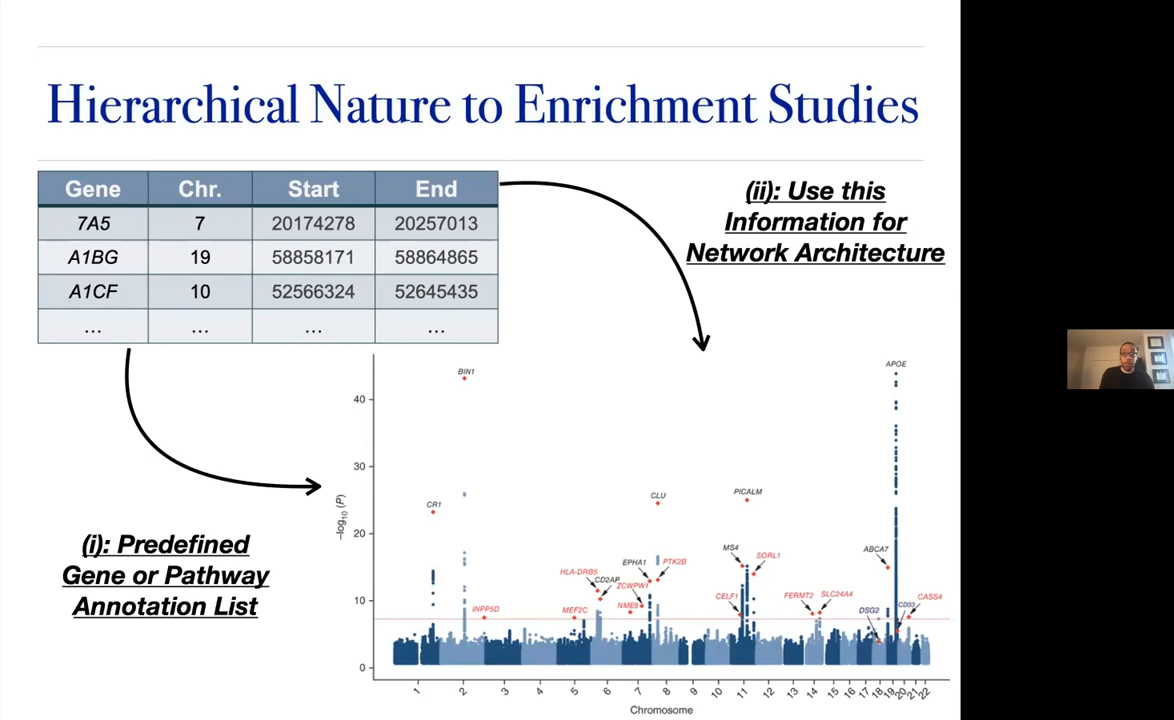 Hierarchical Nature to Enrichment Studies
Gene Chr. Start End
7A5 7 20174278 20257013
A1BG 19 58858171 58864865
A1CF 10 52566324 52645435
... ... ... ...
(ii): Use this
Information for
Network Architecture
(i): Predefined
Gene or Pathway
Annotation List
–log10 (P)
40
30
20
10
0
BIN1
APOE
CR1
CLU
PICALM
MS4
SORL1
ABCA7
EPHA1
PTK2B
HLA-DRB5
CD2AP
ZCWPW1
NME8
INPP5D
MEF2C
CELF1
FERMT2
SLC24A4
DSG2
CD33
CASS4
1 2 3 4 5 6 7 8 9 10 11 12 13 14 15 16 17 18 19 20 21 22
Chromosome